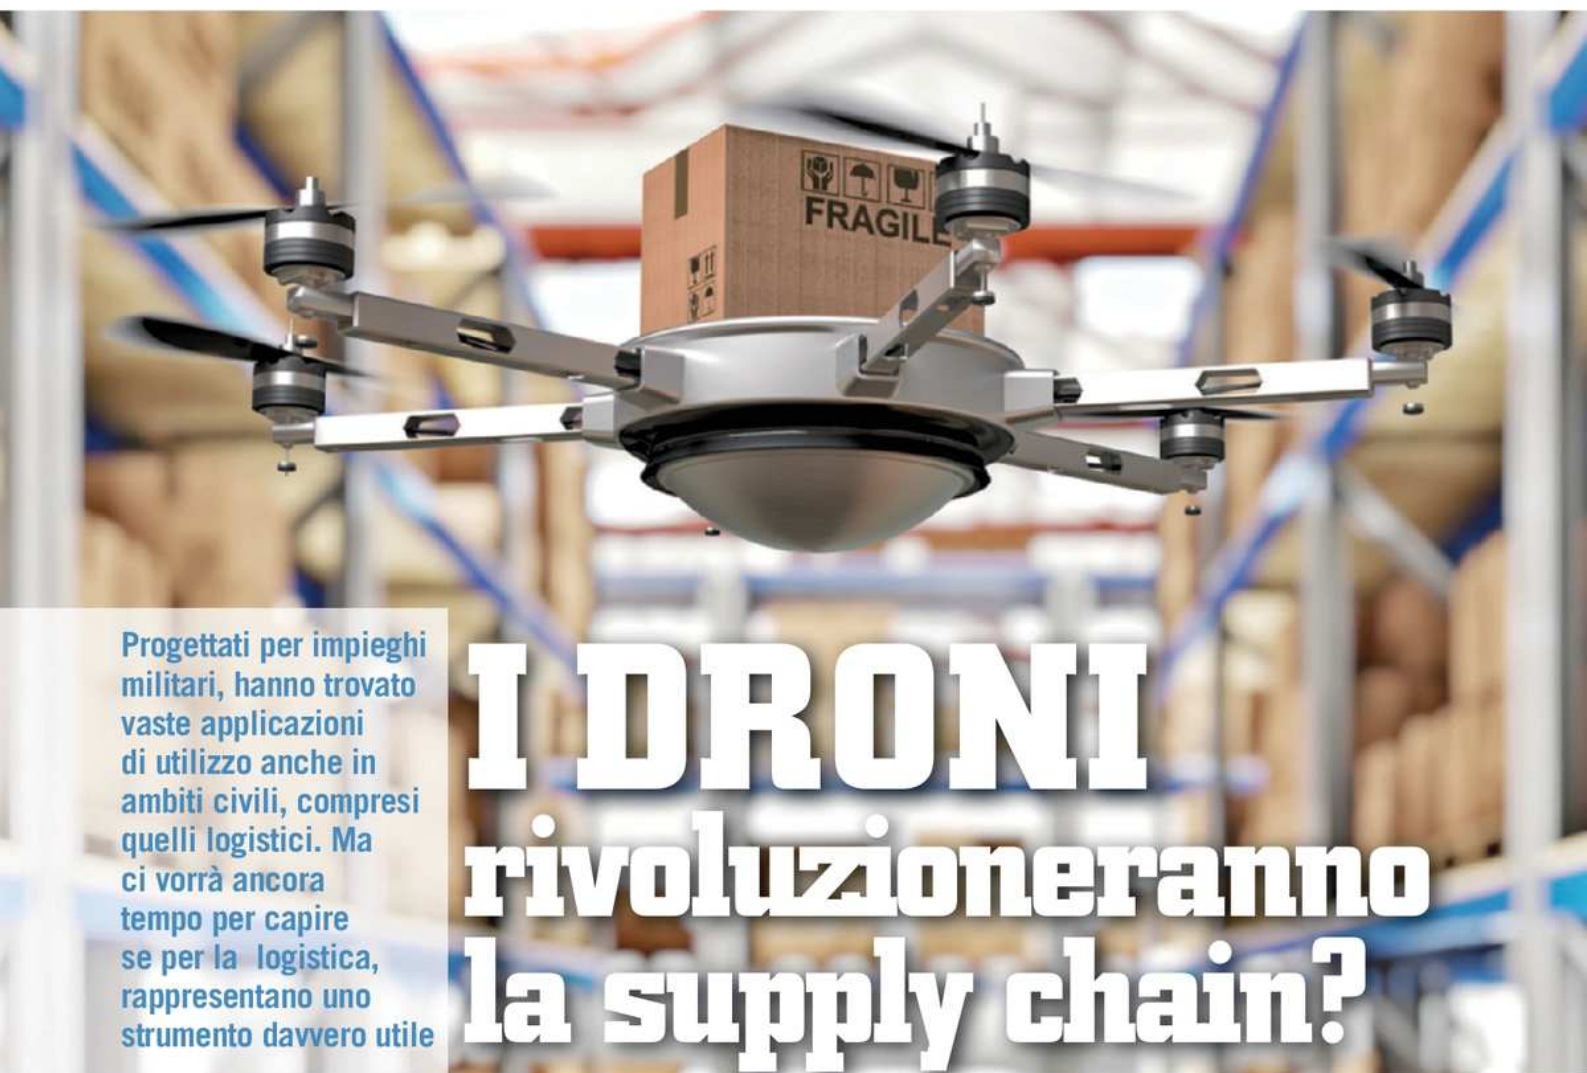 FRAGILE
Progettati per impieghi
militari, hanno trovato
vaste applicazioni
di utilizzo anche in
ambiti civili, compresi
quelli logistici. Ma
ci vorrà ancora
tempo per capire
se per la logistica,
rappresentano uno
strumento davvero utile
I DRONI
rivoluzioneranno
la supply chain?